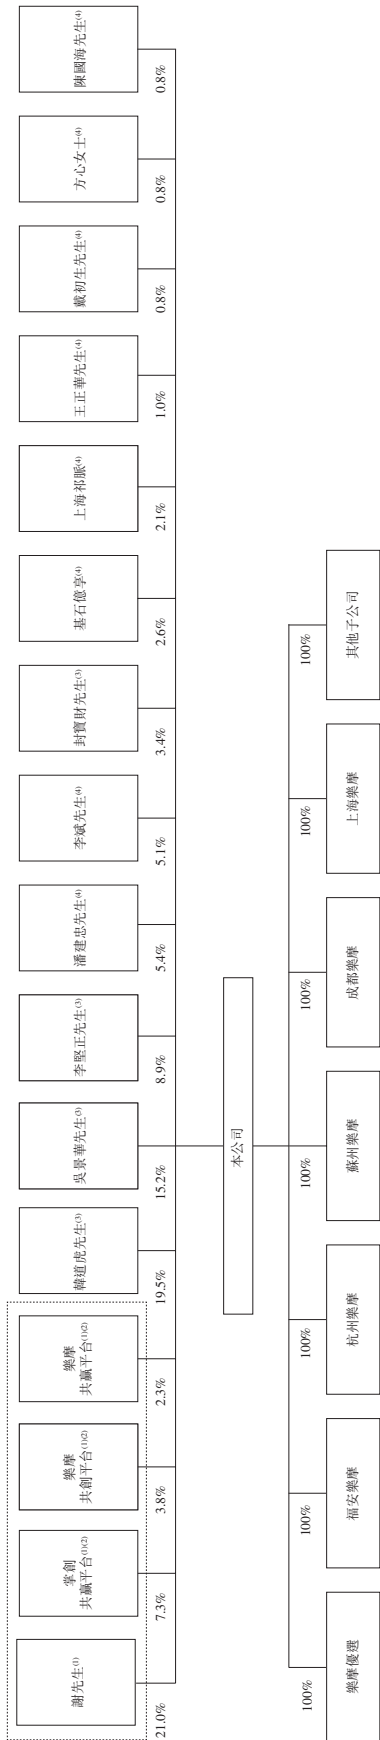 謝先生(1)
掌創
共贏平台(1)(2)
樂摩
共創平台(1)(2)
樂摩
共贏平台(1)(2)
韓道虎先生(3)
吳景華先生(3)
李堅正先生(3)
潘建忠先生(4)
李斌先生(4)
封寶財先生(3)
基石億享(4)
上海祁脈(4)
王正華先生(4)
戴初生先生(4)
方心女士(4)
陳國海先生(4)
21.0%
7.3%
3.8%
2.3%
19.5%
15.2%
8.9%
5.4%
5.1%
3.4%
2.6%
2.1%
1.0%
0.8%
0.8%
0.8%
本公司
100%
100%
100%
100%
100%
100%
100%
樂摩優選
福安樂摩
杭州樂摩
蘇州樂摩
成都樂摩
上海樂摩
其他子公司